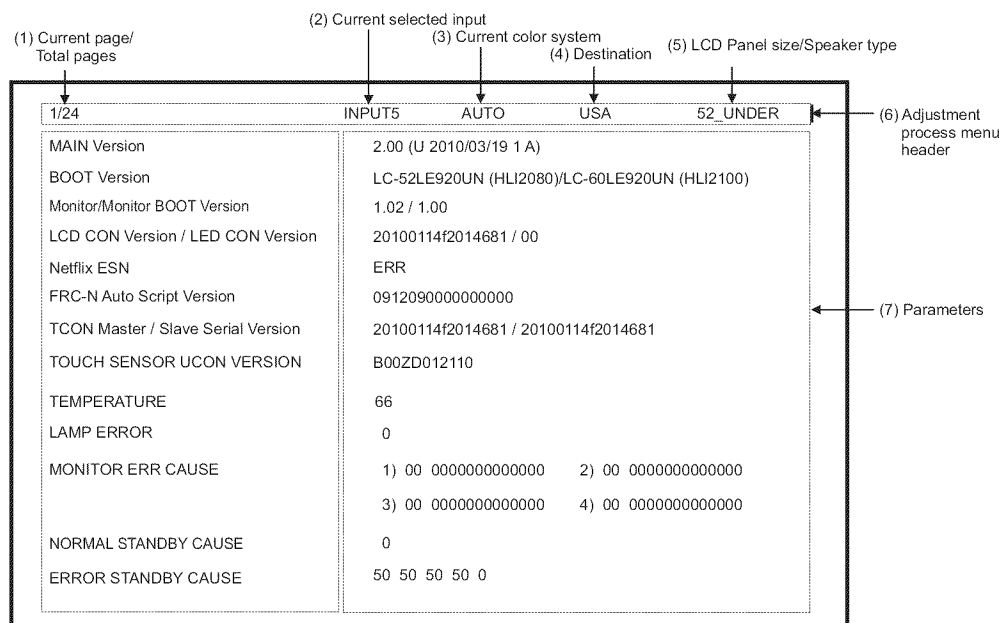 (2) Current selected input
(1) Current page/
Total pages
(3) Current color system
(4) Destination
(5) LCD Panel size/Speaker type
1/24 INPUT5 AUTO USA 52_UNDER
(6) Adjustment
process menu
header
MAIN Version 2.00 (U 2010/03/19 1 A)
BOOT Version LC-52LE920UN (HLI2080)/LC-60LE920UN (HLI2100)
Monitor/Monitor BOOT Version 1.02 / 1.00
LCD CON Version / LED CON Version 20100114f2014681 / 00
Netflix ESN ERR
FRC-N Auto Script Version 0912090000000000
(7) Parameters
TCON Master / Slave Serial Version 20100114f2014681 / 20100114f2014681
TOUCH SENSOR UCON VERSION B00ZD012110
TEMPERATURE 66
LAMP ERROR 0
MONITOR ERR CAUSE 1) 00 0000000000000 2) 00 0000000000000
3) 00 0000000000000 4) 00 0000000000000
NORMAL STANDBY CAUSE 0
ERROR STANDBY CAUSE 50 50 50 50 0